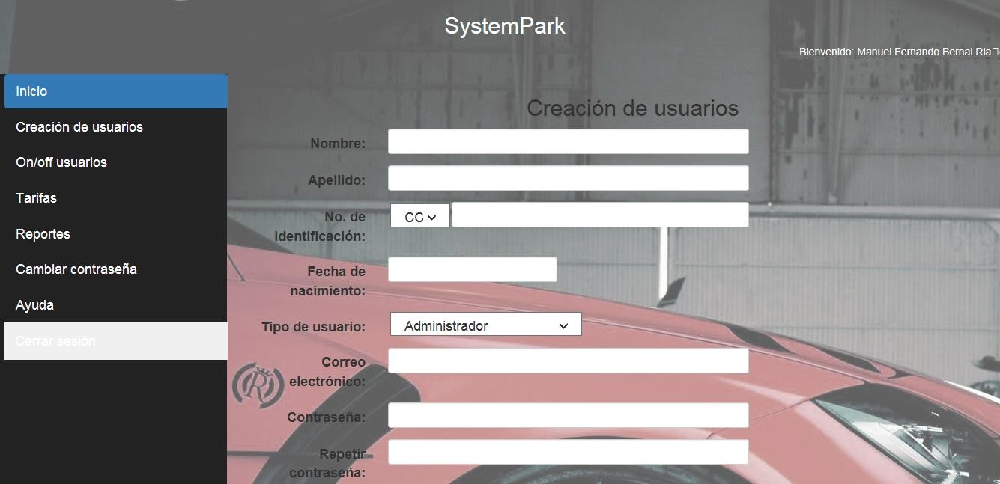 SystemPark
Bienvenido: Manuel Fernando Bernal Ria
Inicio
Creación de usuarios
On/off usuarios
Tarifas
Reportes
Cambiar contraseña
Ayuda
Cerrar sesión
Creación de usuarios
Nombre:
Apellido:
No. de
identificación:
CC
Fecha de
nacimiento:
Tipo de usuario:
Administrador
Correo
electrónico:
Contraseña:
Repetir
contraseña:
R